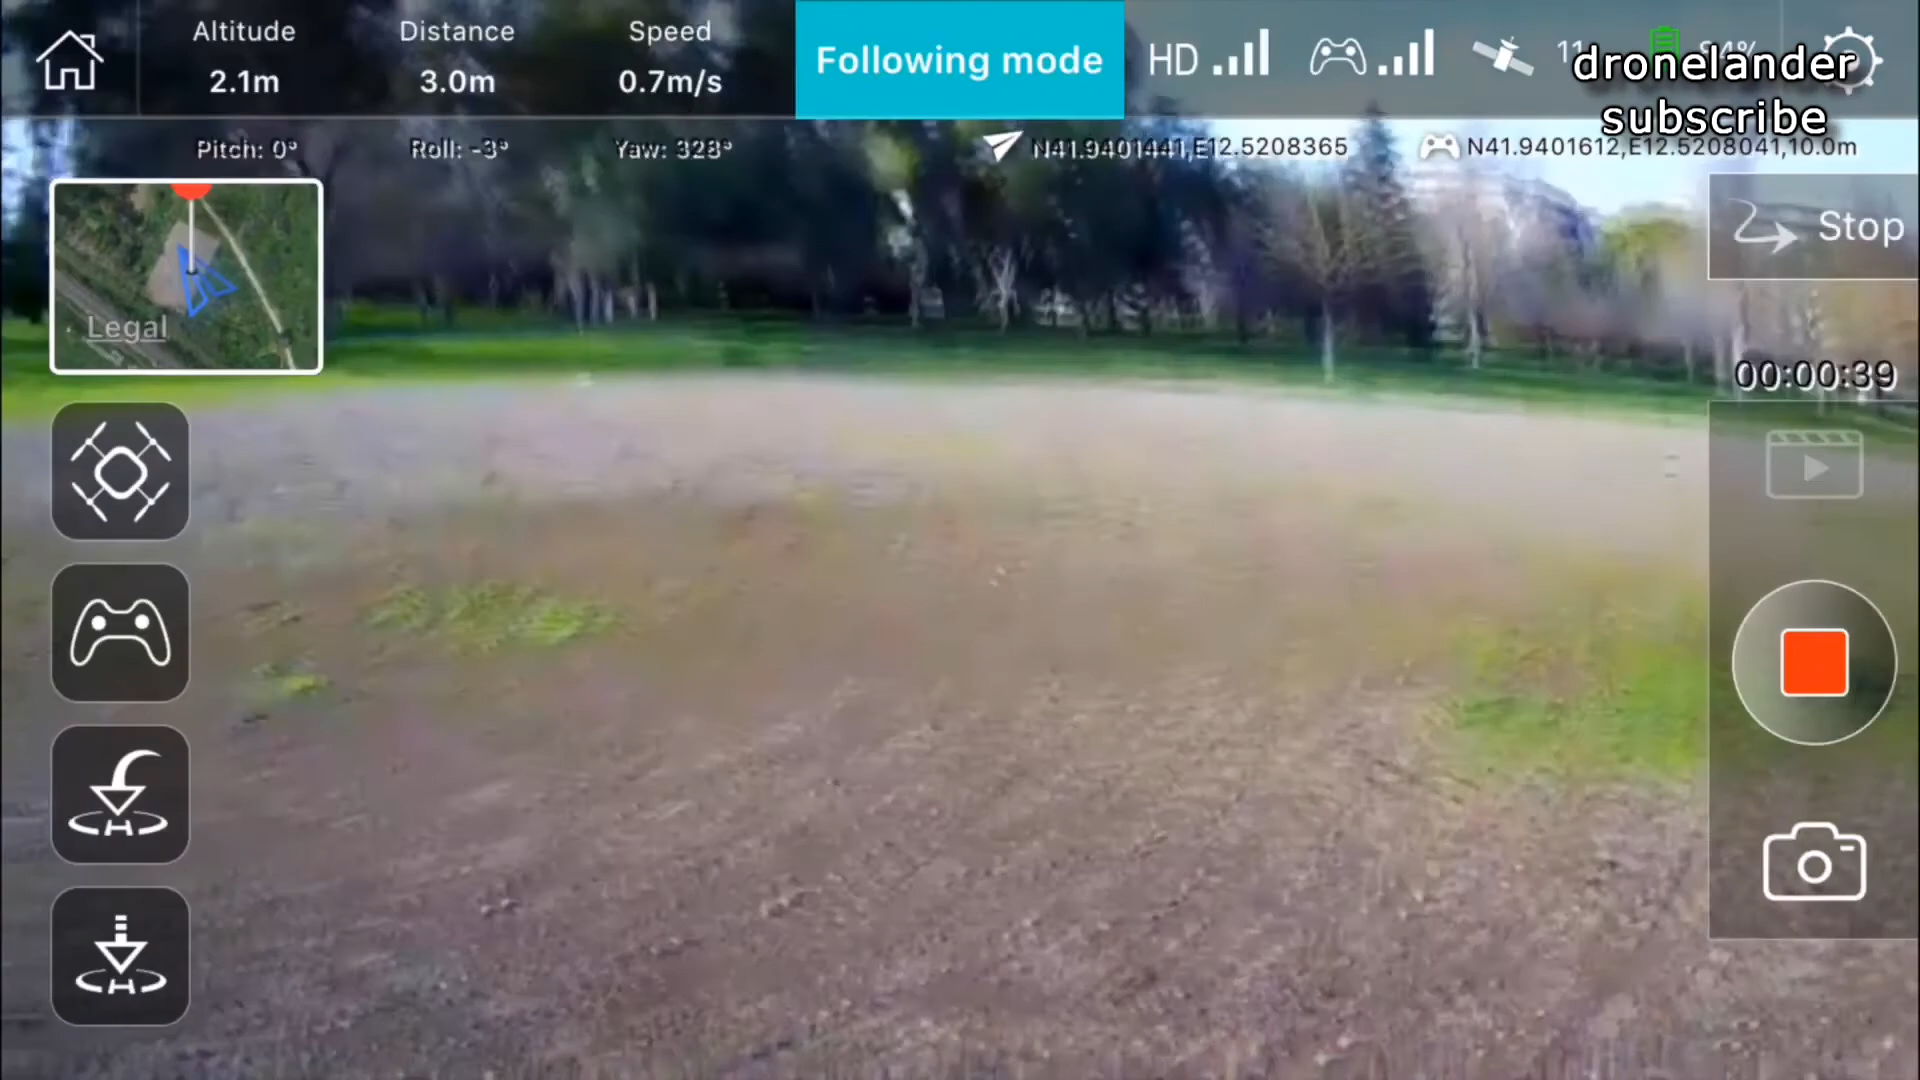 Altitude
2.1m
Distance
3.0m
Speed
0.7m/s
Following mode
HD
dronelander
subscribe
Pitch: 0°
Roll: -3°
Yaw: 328°
N41.9401441,E12.5208365
N41.9401612,E12.5208041,10.0m
Legal
Stop
00:00:39